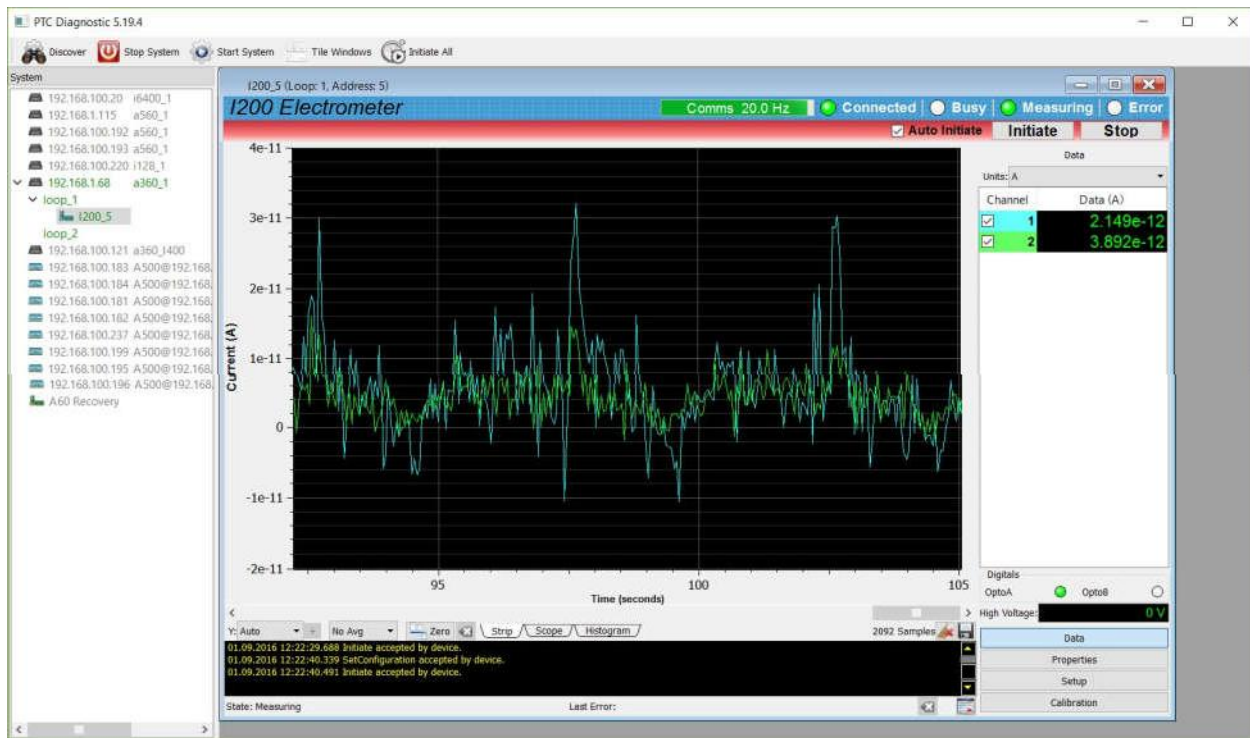 PTC Diagnostic 5.19.4
Discover Stop System Start System Tile Windows Initiate All
System
192.168.100.20 i6400_1
192.168.1.115 a560_1
192.168.100.192 a560_1
192.168.100.193 a560_1
192.168.100.220 i128_1
192.168.1.68 a360_1
loop_1
I200_5
loop_2
192.168.100.121 a360_I400
192.168.100.183 A500@192.168.
192.168.100.184 A500@192.168.
192.168.100.181 A500@192.168.
192.168.100.182 A500@192.168.
192.168.100.237 A500@192.168.
192.168.100.199 A500@192.168.
192.168.100.195 A500@192.168.
192.168.100.196 A500@192.168.
A60 Recovery
I200_5 (Loop: 1, Address: 5)
I200 Electrometer
Comms 20.0 Hz Connected Busy Measuring Error
Auto Initiate Initiate Stop
4e-11
3e-11
2e-11
1e-11
0
-1e-11
-2e-11
Current (A)
95 100 105
Time (seconds)
Data
Units: A
Channel Data (A)
1 2.149e-12
2 3.892e-12
Digitals
OptoA OptoB
High Voltage: 0 V
Y: Auto + No Avg Zero Strip Scope Histogram 2092 Samples
01.09.2016 12:22:29.688 Initiate accepted by device.
01.09.2016 12:22:40.339 SetConfiguration accepted by device.
01.09.2016 12:22:40.491 Initiate accepted by device.
Data
Properties
Setup
Calibration
State: Measuring Last Error: